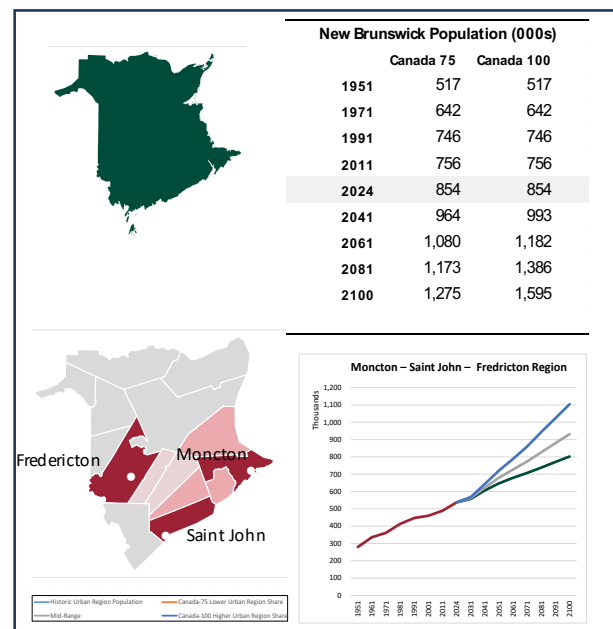 New Brunswick Population (000s)
Canada 75 Canada 100
1951 517 517
1971 642 642
1991 746 746
2011 756 756
2024 854 854
2041 964 993
2061 1,080 1,182
2081 1,173 1,386
2100 1,275 1,595
Fredericton
Moncton
Saint John
Historic Urban Region Population
Canada-75 Lower Urban Region Share
Mid-Range
Canada-100 Higher Urban Region Share
Moncton – Saint John – Fredricton Region
Thousands
1,200
1,100
1,000
900
800
700
600
500
400
300
200
100
0
1951 1961 1971 1981 1991 2001 2011 2024 2031 2041 2051 2061 2071 2081 2091 2100